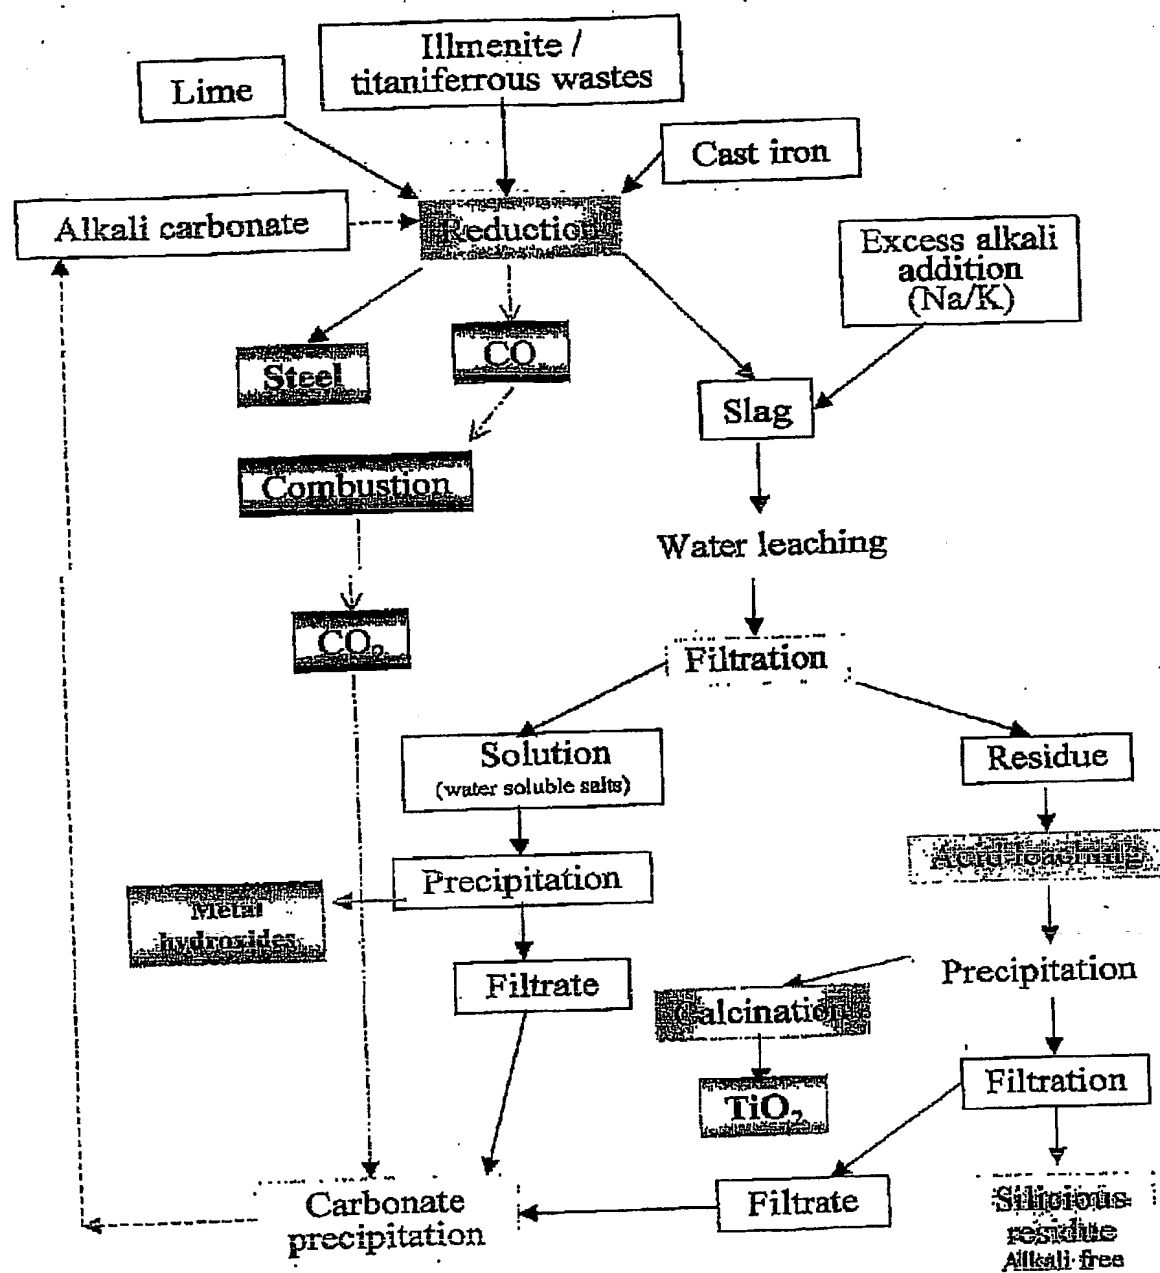 Illmenite /
titaniferrous wastes
Lime
Cast iron
Alkali carbonate
Reduction
Excess alkali
addition
(Na/K)
CO
Steel
Slag
Combustion
Water leaching
CO₂
Filtration
Solution
(water soluble salts)
Residue
Acid leaching
Precipitation
Metal
hydroxides
Precipitation
Filtrate
Calcination
Filtration
TiO₂
Carbonate
precipitation
Filtrate
Silicious
residue
Alkali free